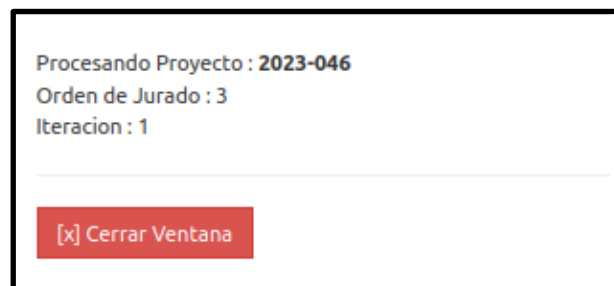 Procesando Proyecto : 2023-046
Orden de Jurado : 3
Iteracion : 1
[x] Cerrar Ventana